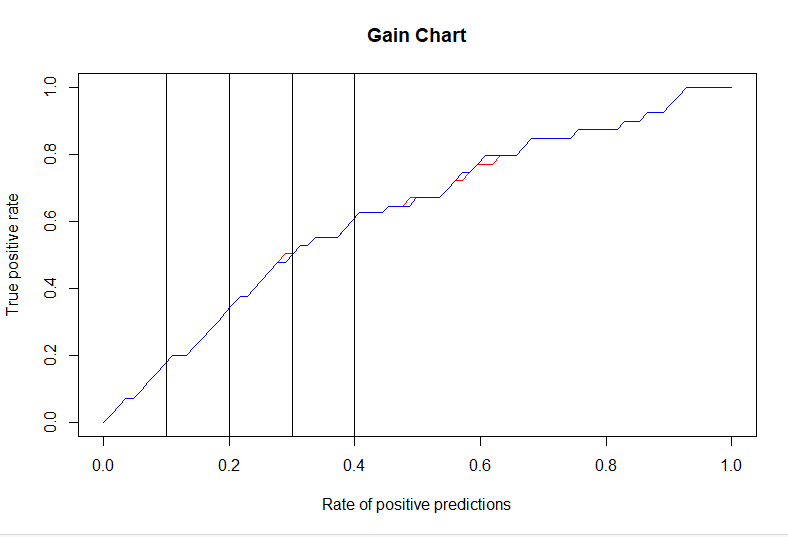 Gain Chart
True positive rate
1.0
0.8
0.6
0.4
0.2
0.0
0.0 0.2 0.4 0.6 0.8 1.0
Rate of positive predictions